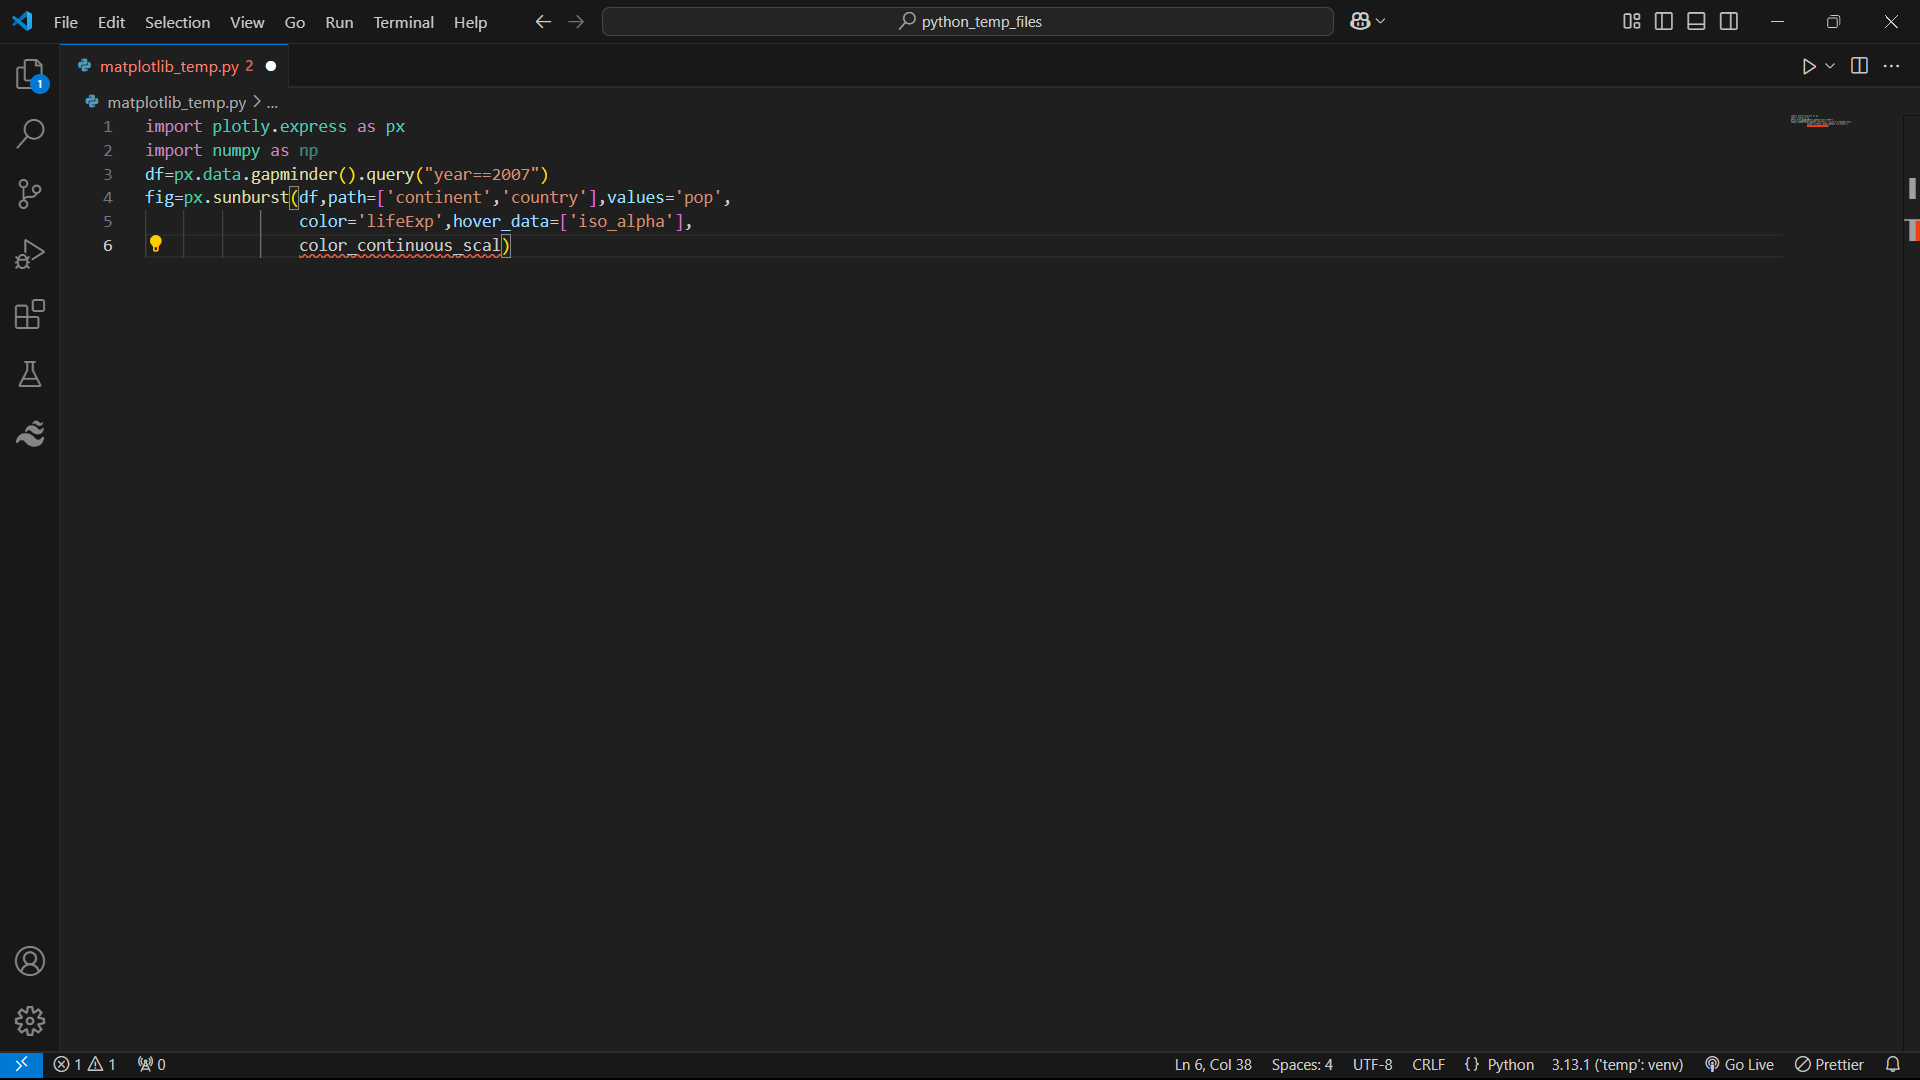 File Edit Selection View Go Run Terminal Help python_temp_files
1
matplotlib_temp.py 2
matplotlib_temp.py > ...
1 import plotly.express as px
2 import numpy as np
3 df=px.data.gapminder().query("year==2007")
4 fig=px.sunburst(df,path=['continent','country'],values='pop',
5 color='lifeExp',hover_data=['iso_alpha'],
6 color_continuous_scal)
1 1 0 Ln 6, Col 38 Spaces: 4 UTF-8 CRLF {} Python 3.13.1 ('temp': venv) Go Live Prettier